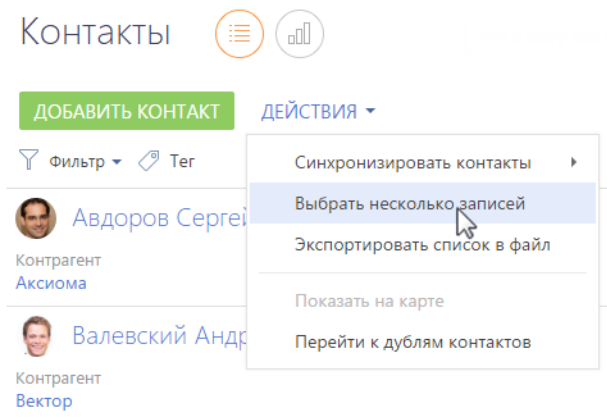 Контакты
ДОБАВИТЬ КОНТАКТ ДЕЙСТВИЯ
Фильтр Тег
Синхронизировать контакты
Выбрать несколько записей
Экспортировать список в файл
Показать на карте
Перейти к дублям контактов
Авдоров Сергей
Контрагент
Аксиома
Валевский Андр
Контрагент
Вектор